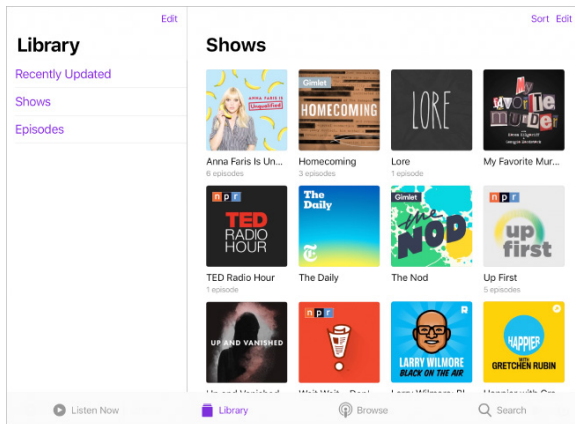 Edit
Library
Recently Updated
Shows
Episodes
Sort Edit
Shows
ANNA FARIS IS
Unqualified
Gimlet
HOMECOMING
LORE
My
FAVORiTE
MURDER
Anna Faris Is Un...
6 episodes
Homecoming
3 episodes
Lore
1 episode
My Favorite Mur...
npr
TED
RADIO
HOUR
The
Daily
Gimlet
the
NOD
npr
up
first
TED Radio Hour
1 episode
The Daily
The Nod
Up First
5 episodes
UP AND VANISHED
npr
LARRY WILMORE
BLACK ON THE AIR
HAPPIER
WITH
GRETCHEN RUBIN
Listen Now
Library
Browse
Search